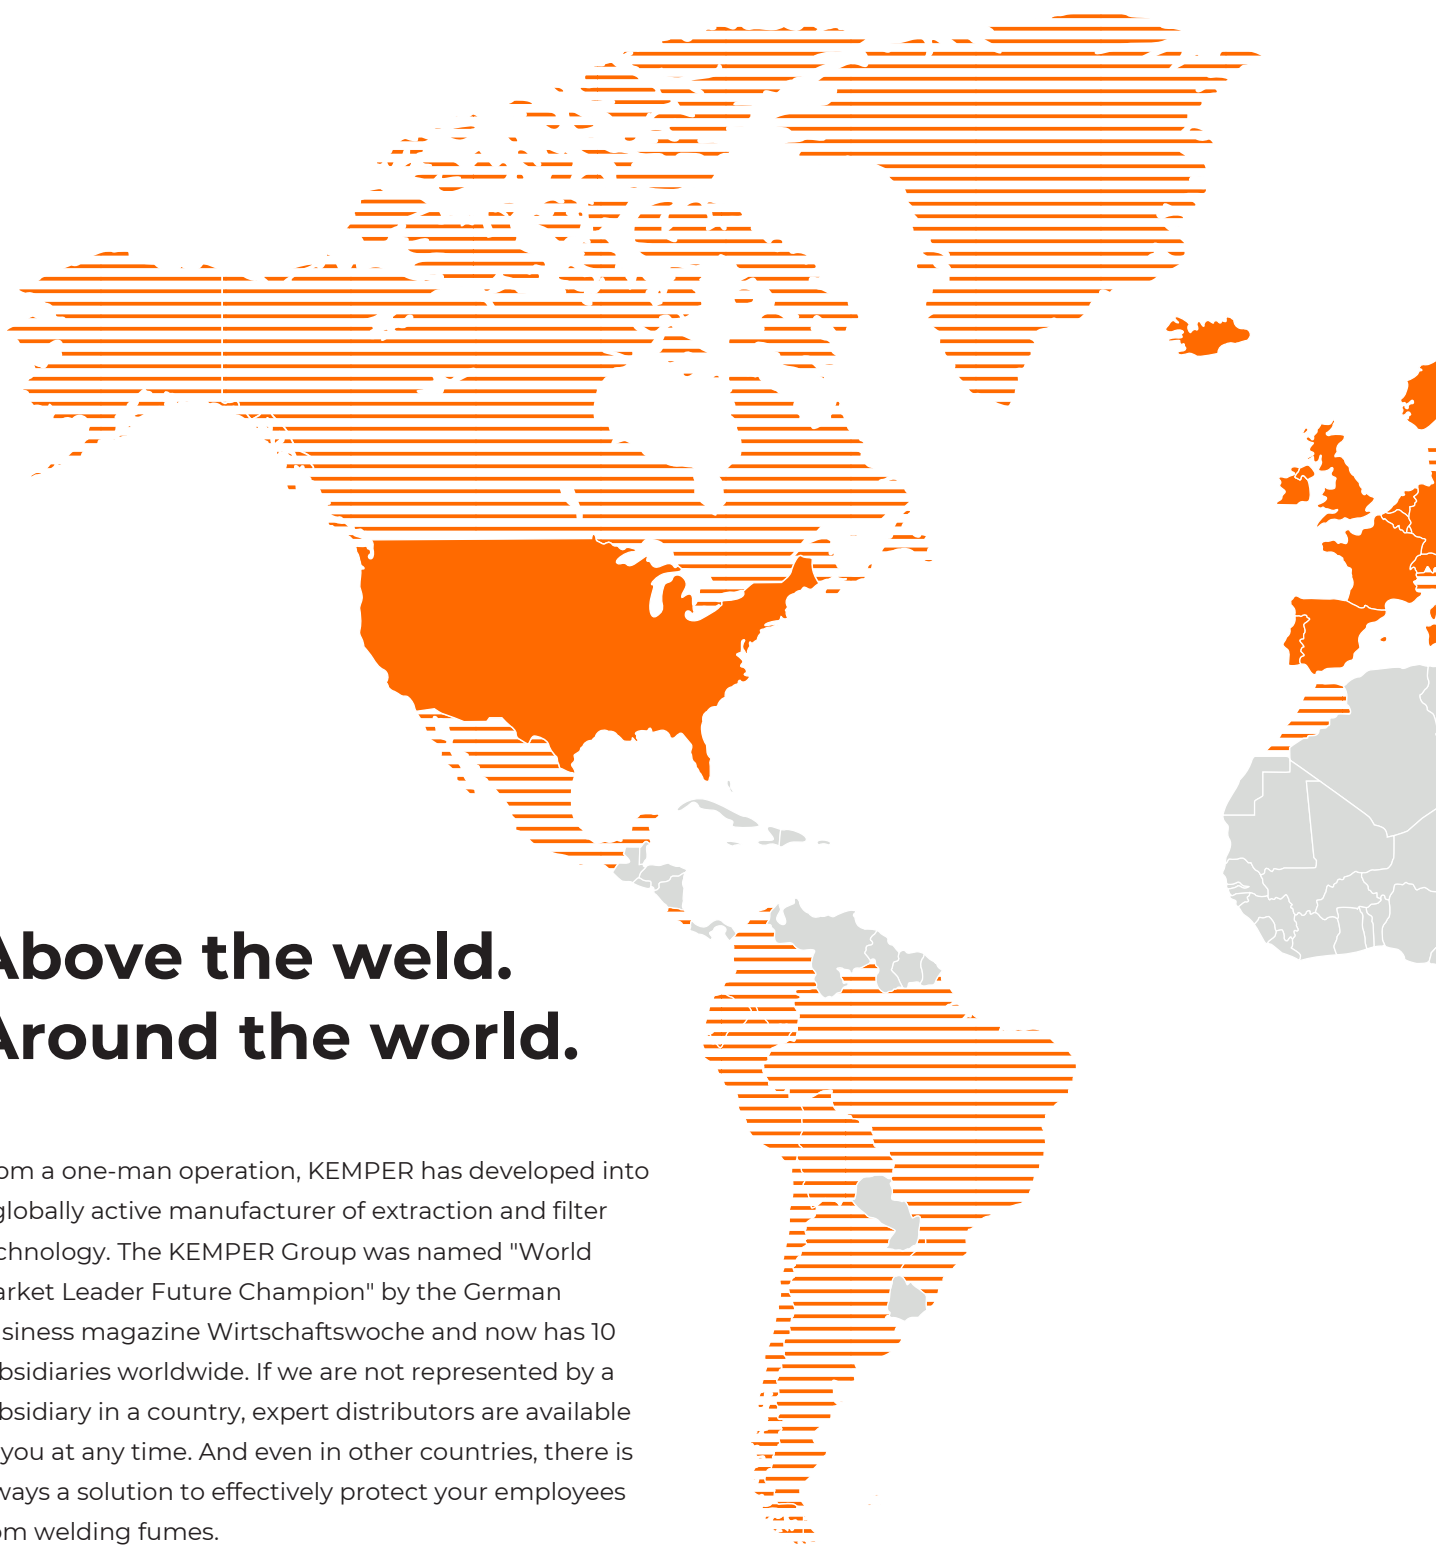 Above the weld.
Around the world.
om a one-man operation, KEMPER has developed into
globally active manufacturer of extraction and filter
chnology. The KEMPER Group was named "World
arket Leader Future Champion" by the German
siness magazine Wirtschaftswoche and now has 10
bsidiaries worldwide. If we are not represented by a
bsidiary in a country, expert distributors are available
you at any time. And even in other countries, there is
ways a solution to effectively protect your employees
om welding fumes.